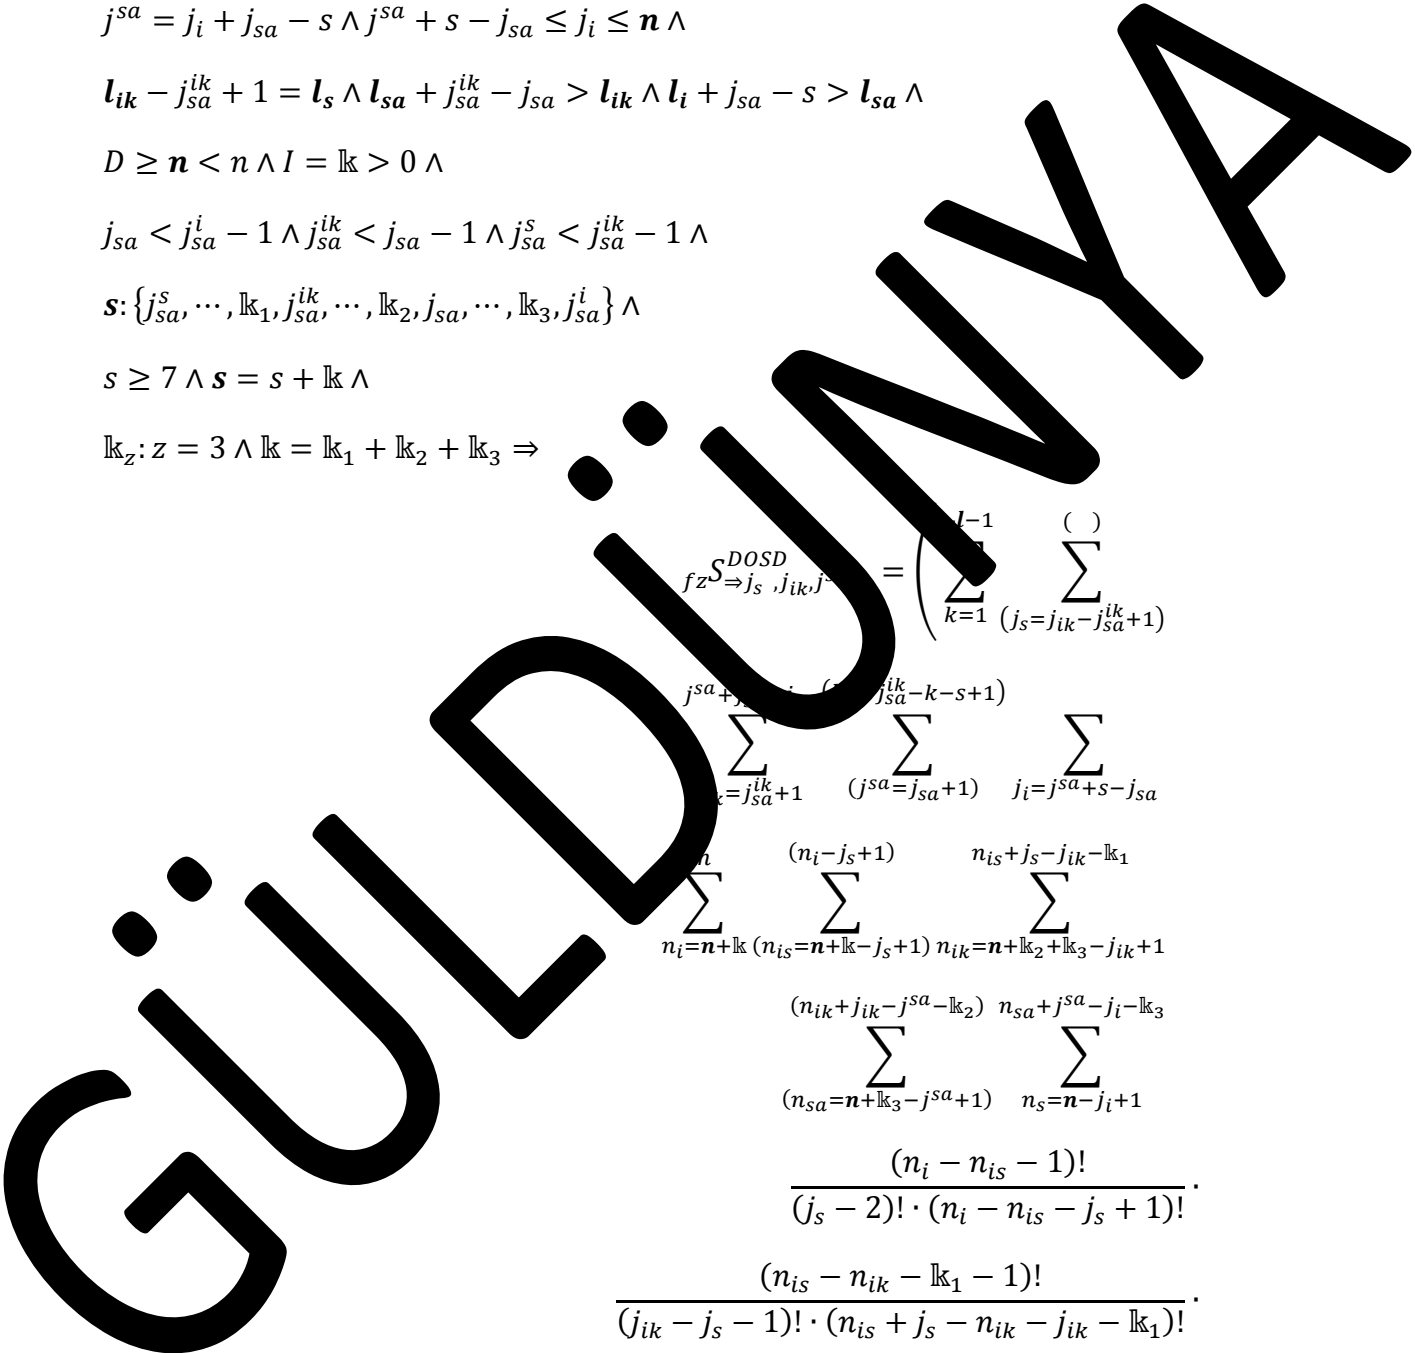 j^{sa} = j_i + j_{sa} − s ∧ j^{sa} + s − j_{sa} ≤ j_i ≤ **n** ∧
**l_{ik}** − j_{sa}^{ik} + 1 = **l_s** ∧ **l_{sa}** + j_{sa}^{ik} − j_{sa} > **l_{ik}** ∧ **l_i** + j_{sa} − s > **l_{sa}** ∧
D ≥ **n** < n ∧ I = 𝕜 > 0 ∧
j_{sa} < j_{sa}^i − 1 ∧ j_{sa}^{ik} < j_{sa} − 1 ∧ j_{sa}^s < j_{sa}^{ik} − 1 ∧
**s**: {j_{sa}^s, ⋯, 𝕜_1, j_{sa}^{ik}, ⋯, 𝕜_2, j_{sa}, ⋯, 𝕜_3, j_{sa}^i} ∧
s ≥ 7 ∧ **s** = s + 𝕜 ∧
𝕜_z: z = 3 ∧ 𝕜 = 𝕜_1 + 𝕜_2 + 𝕜_3 ⇒
GÜLDÜNYA
_{fz}S^{DOSD}_{⇒j_s, j_{ik}, j} = ( ∑_{k=1}^{l−1} ∑_{(j_s=j_{ik}−j_{sa}^{ik}+1)}^{( )}
∑_{=j_{sa}^{ik}+1}^{j^{sa}+} ∑_{(j^{sa}=j_{sa}+1)}^{( j_{sa}^{ik}−k−s+1)} ∑_{j_i=j^{sa}+s−j_{sa}}
∑_{n_i=**n**+𝕜}^{n} ∑_{(n_{is}=**n**+𝕜−j_s+1)}^{(n_i−j_s+1)} ∑_{n_{ik}=**n**+𝕜_2+𝕜_3−j_{ik}+1}^{n_{is}+j_s−j_{ik}−𝕜_1}
∑_{(n_{sa}=**n**+𝕜_3−j^{sa}+1)}^{(n_{ik}+j_{ik}−j^{sa}−𝕜_2)} ∑_{n_s=**n**−j_i+1}^{n_{sa}+j^{sa}−j_i−𝕜_3}
(n_i − n_{is} − 1)!
(j_s − 2)! · (n_i − n_{is} − j_s + 1)! ·
(n_{is} − n_{ik} − 𝕜_1 − 1)!
(j_{ik} − j_s − 1)! · (n_{is} + j_s − n_{ik} − j_{ik} − 𝕜_1)! ·